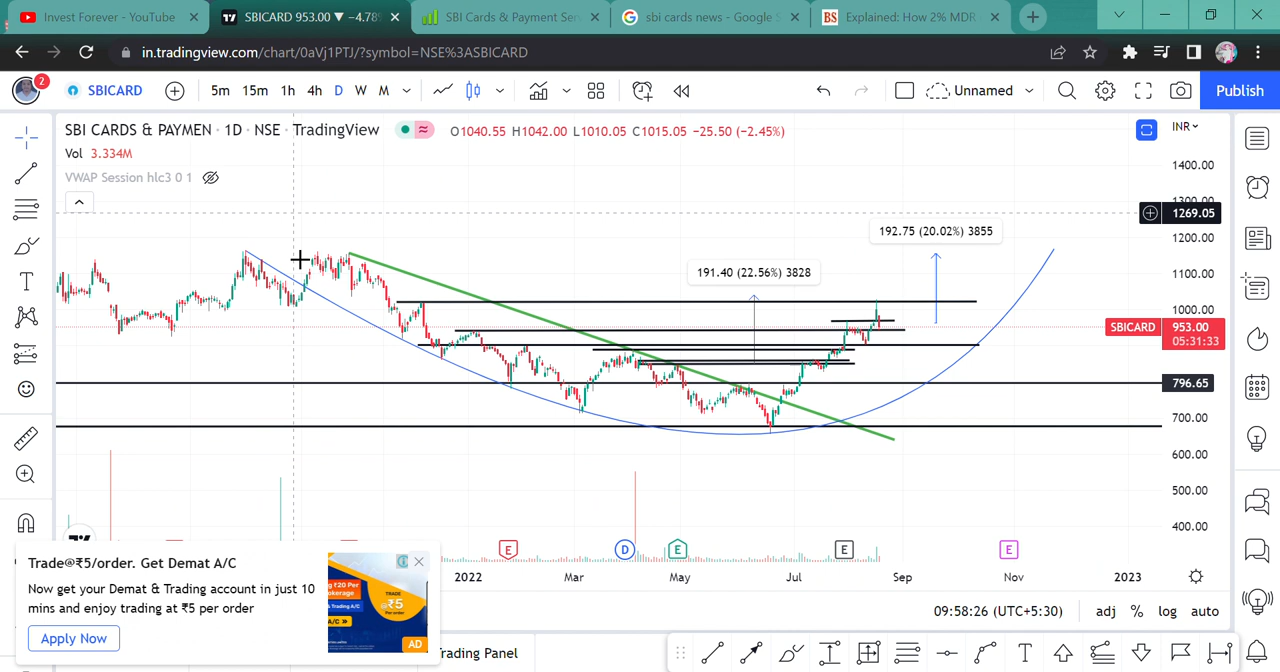 Invest Forever - YouTube
SBICARD 953.00 ▼ −4.78%
SBI Cards & Payment Ser
sbi cards news - Google S
BS Explained: How 2% MDR
in.tradingview.com/chart/0aVj1PTJ/?symbol=NSE%3ASBICARD
2
SBICARD
5m 15m 1h 4h D W M
Unnamed
Publish
SBI CARDS & PAYMEN · 1D · NSE · TradingView
O1040.55 H1042.00 L1010.05 C1015.05 −25.50 (−2.45%)
INR
Vol 3.334M
VWAP Session hlc3 0 1
1400.00
1300.00
1269.05
1200.00
192.75 (20.02%) 3855
191.40 (22.56%) 3828
1100.00
1000.00
SBICARD 953.00
05:31:33
796.65
700.00
600.00
500.00
400.00
E D E E E
2022 Mar May Jul Sep Nov 2023
Trade@₹5/order. Get Demat A/C
Now get your Demat & Trading account in just 10
mins and enjoy trading at ₹5 per order
Apply Now
TRADE
₹5
AD
09:58:26 (UTC+5:30)
adj % log auto
rading Panel